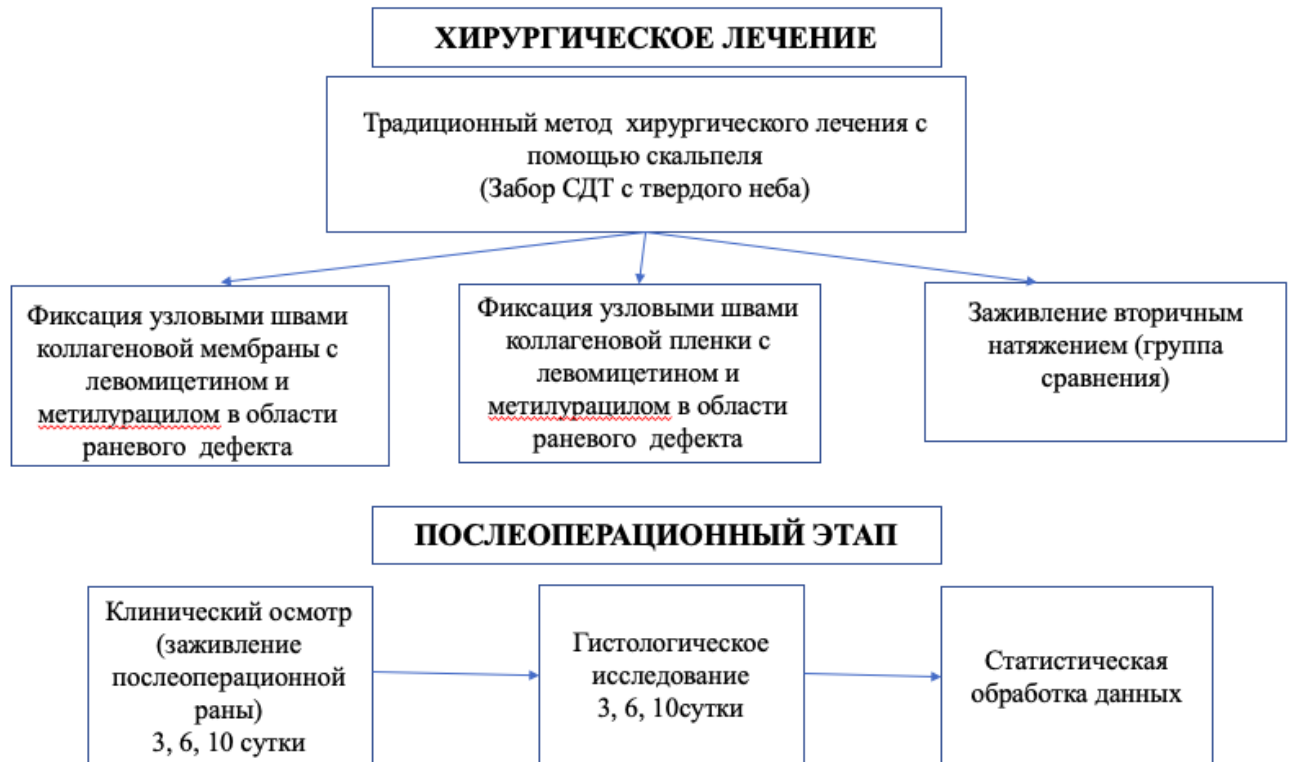 ХИРУРГИЧЕСКОЕ ЛЕЧЕНИЕ
Традиционный метод хирургического лечения с
помощью скальпеля
(Забор СДТ с твердого неба)
Фиксация узловыми швами
коллагеновой мембраны с
левомицетином и
метилурацилом в области
раневого дефекта
Фиксация узловыми швами
коллагеновой пленки с
левомицетином и
метилурацилом в области
раневого дефекта
Заживление вторичным
натяжением (группа
сравнения)
ПОСЛЕОПЕРАЦИОННЫЙ ЭТАП
Клинический осмотр
(заживление
послеоперационной
раны)
3, 6, 10 сутки
Гистологическое
исследование
3, 6, 10сутки
Статистическая
обработка данных